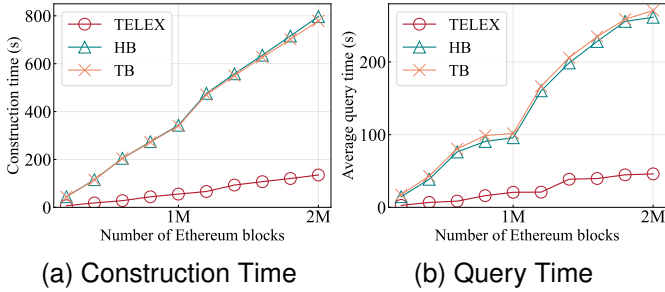 TELEX
HB
TB
800
600
400
200
0
Construction time (s)
1M
2M
Number of Ethereum blocks
(a) Construction Time
TELEX
HB
TB
200
100
0
Average query time (s)
1M
2M
Number of Ethereum blocks
(b) Query Time